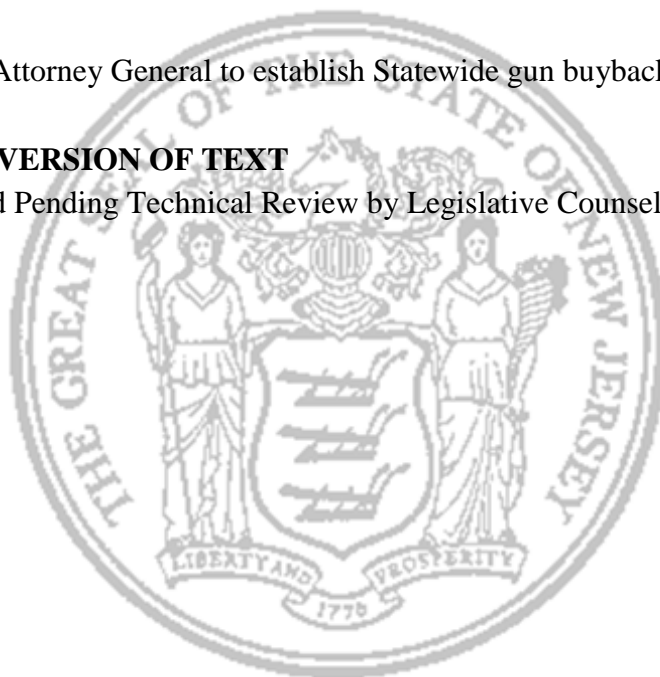 Attorney General to establish Statewide gun buyback
VERSION OF TEXT
d Pending Technical Review by Legislative Counsel
THE GREAT SEAL OF THE STATE OF NEW JERSEY
LIBERTY AND PROSPERITY
1776